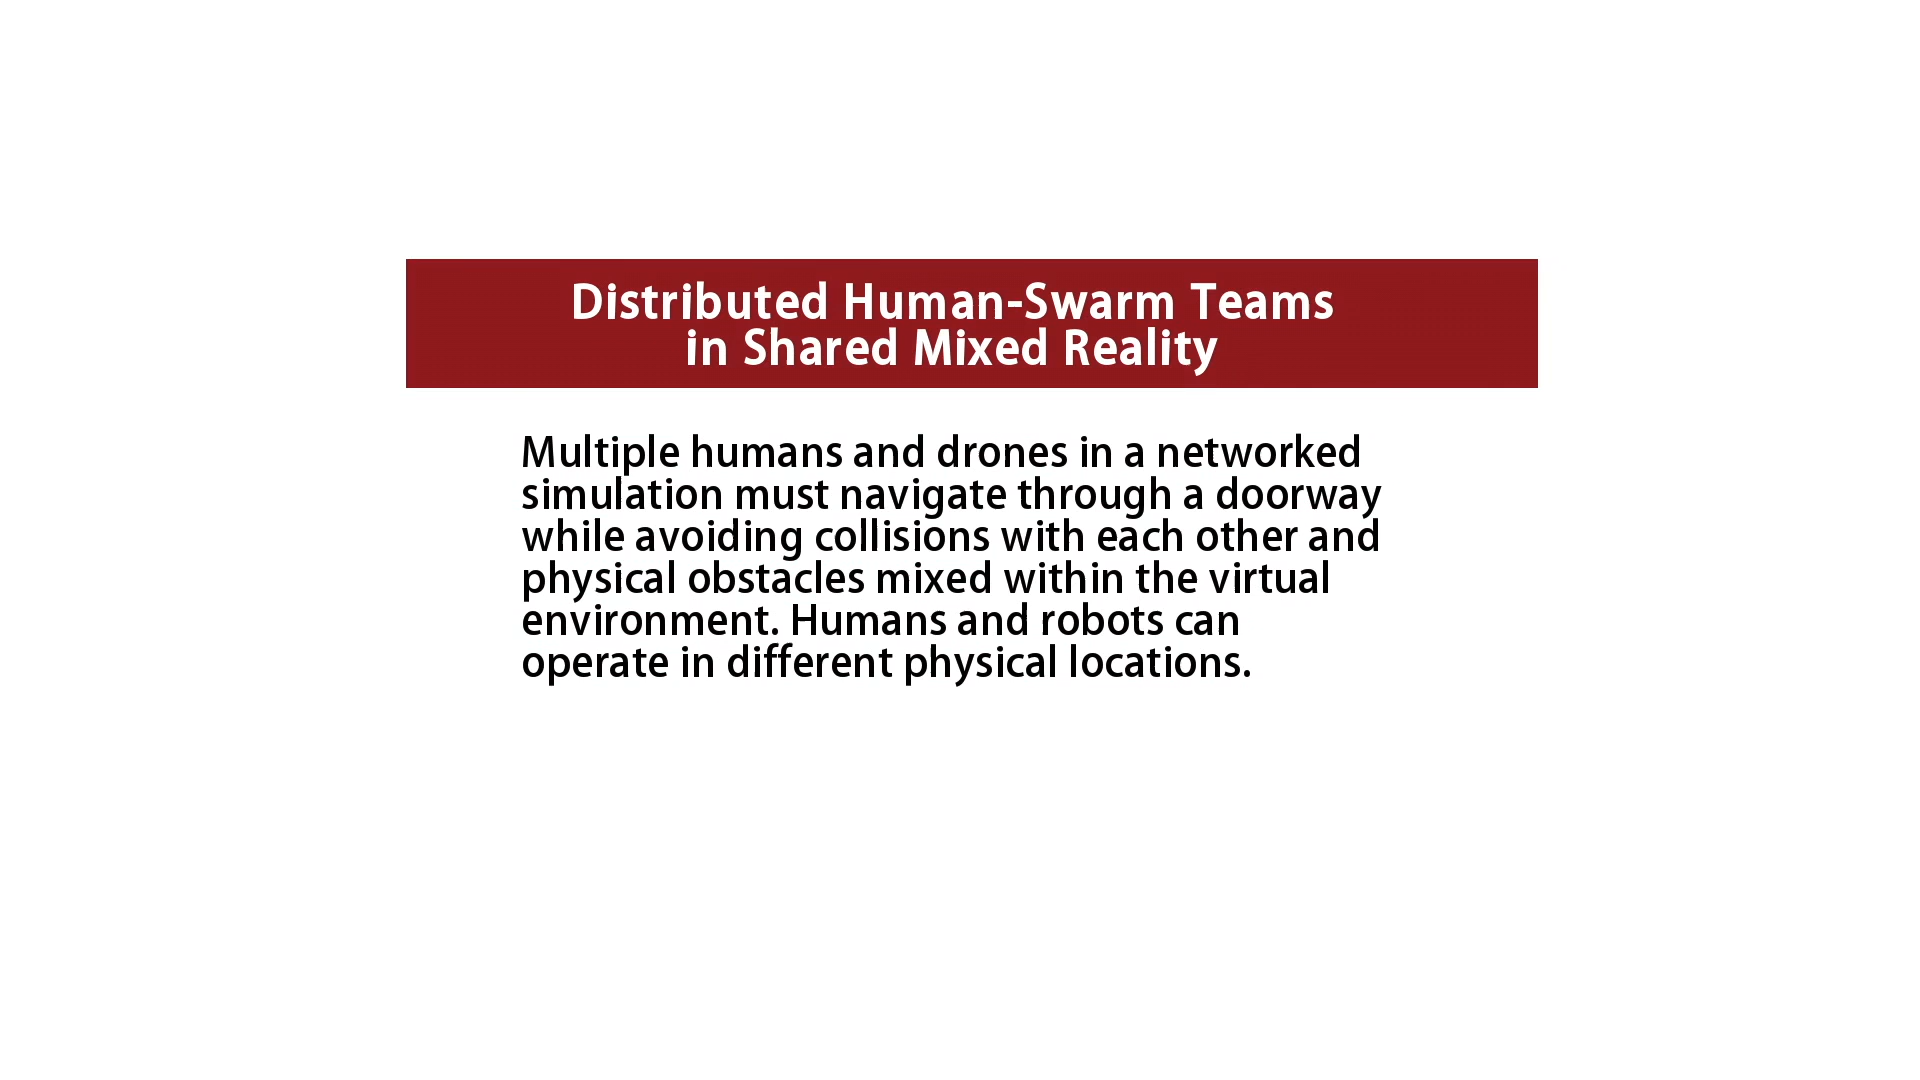 Distributed Human-Swarm Teams
in Shared Mixed Reality
Multiple humans and drones in a networked
simulation must navigate through a doorway
while avoiding collisions with each other and
physical obstacles mixed within the virtual
environment. Humans and robots can
operate in different physical locations.